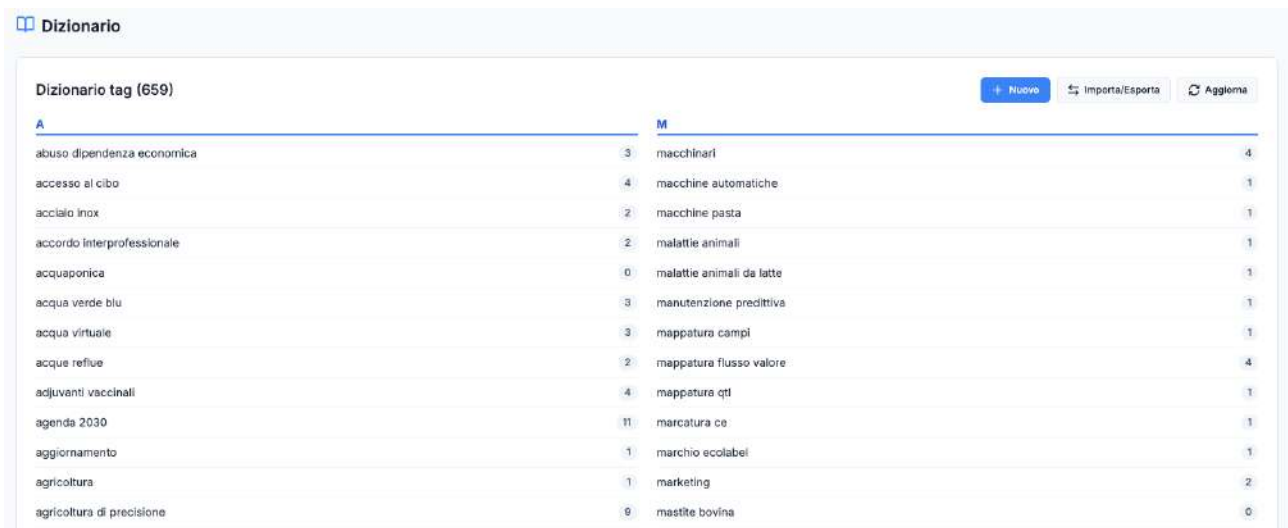 Dizionario
Dizionario tag (659)
+ Nuovo
Importa/Esporta
Aggiorna
A
abuso dipendenza economica 3
accesso al cibo 4
acciaio inox 2
accordo interprofessionale 2
acquaponica 0
acqua verde blu 3
acqua virtuale 3
acque reflue 2
adjuvanti vaccinali 4
agenda 2030 11
aggiornamento 1
agricoltura 1
agricoltura di precisione 9
M
macchinari 4
macchine automatiche 1
macchine pasta 1
malattie animali 1
malattie animali da latte 1
manutenzione predittiva 1
mappatura campi 1
mappatura flusso valore 4
mappatura qtl 1
marcatura ce 1
marchio ecolabel 1
marketing 2
mastite bovina 0